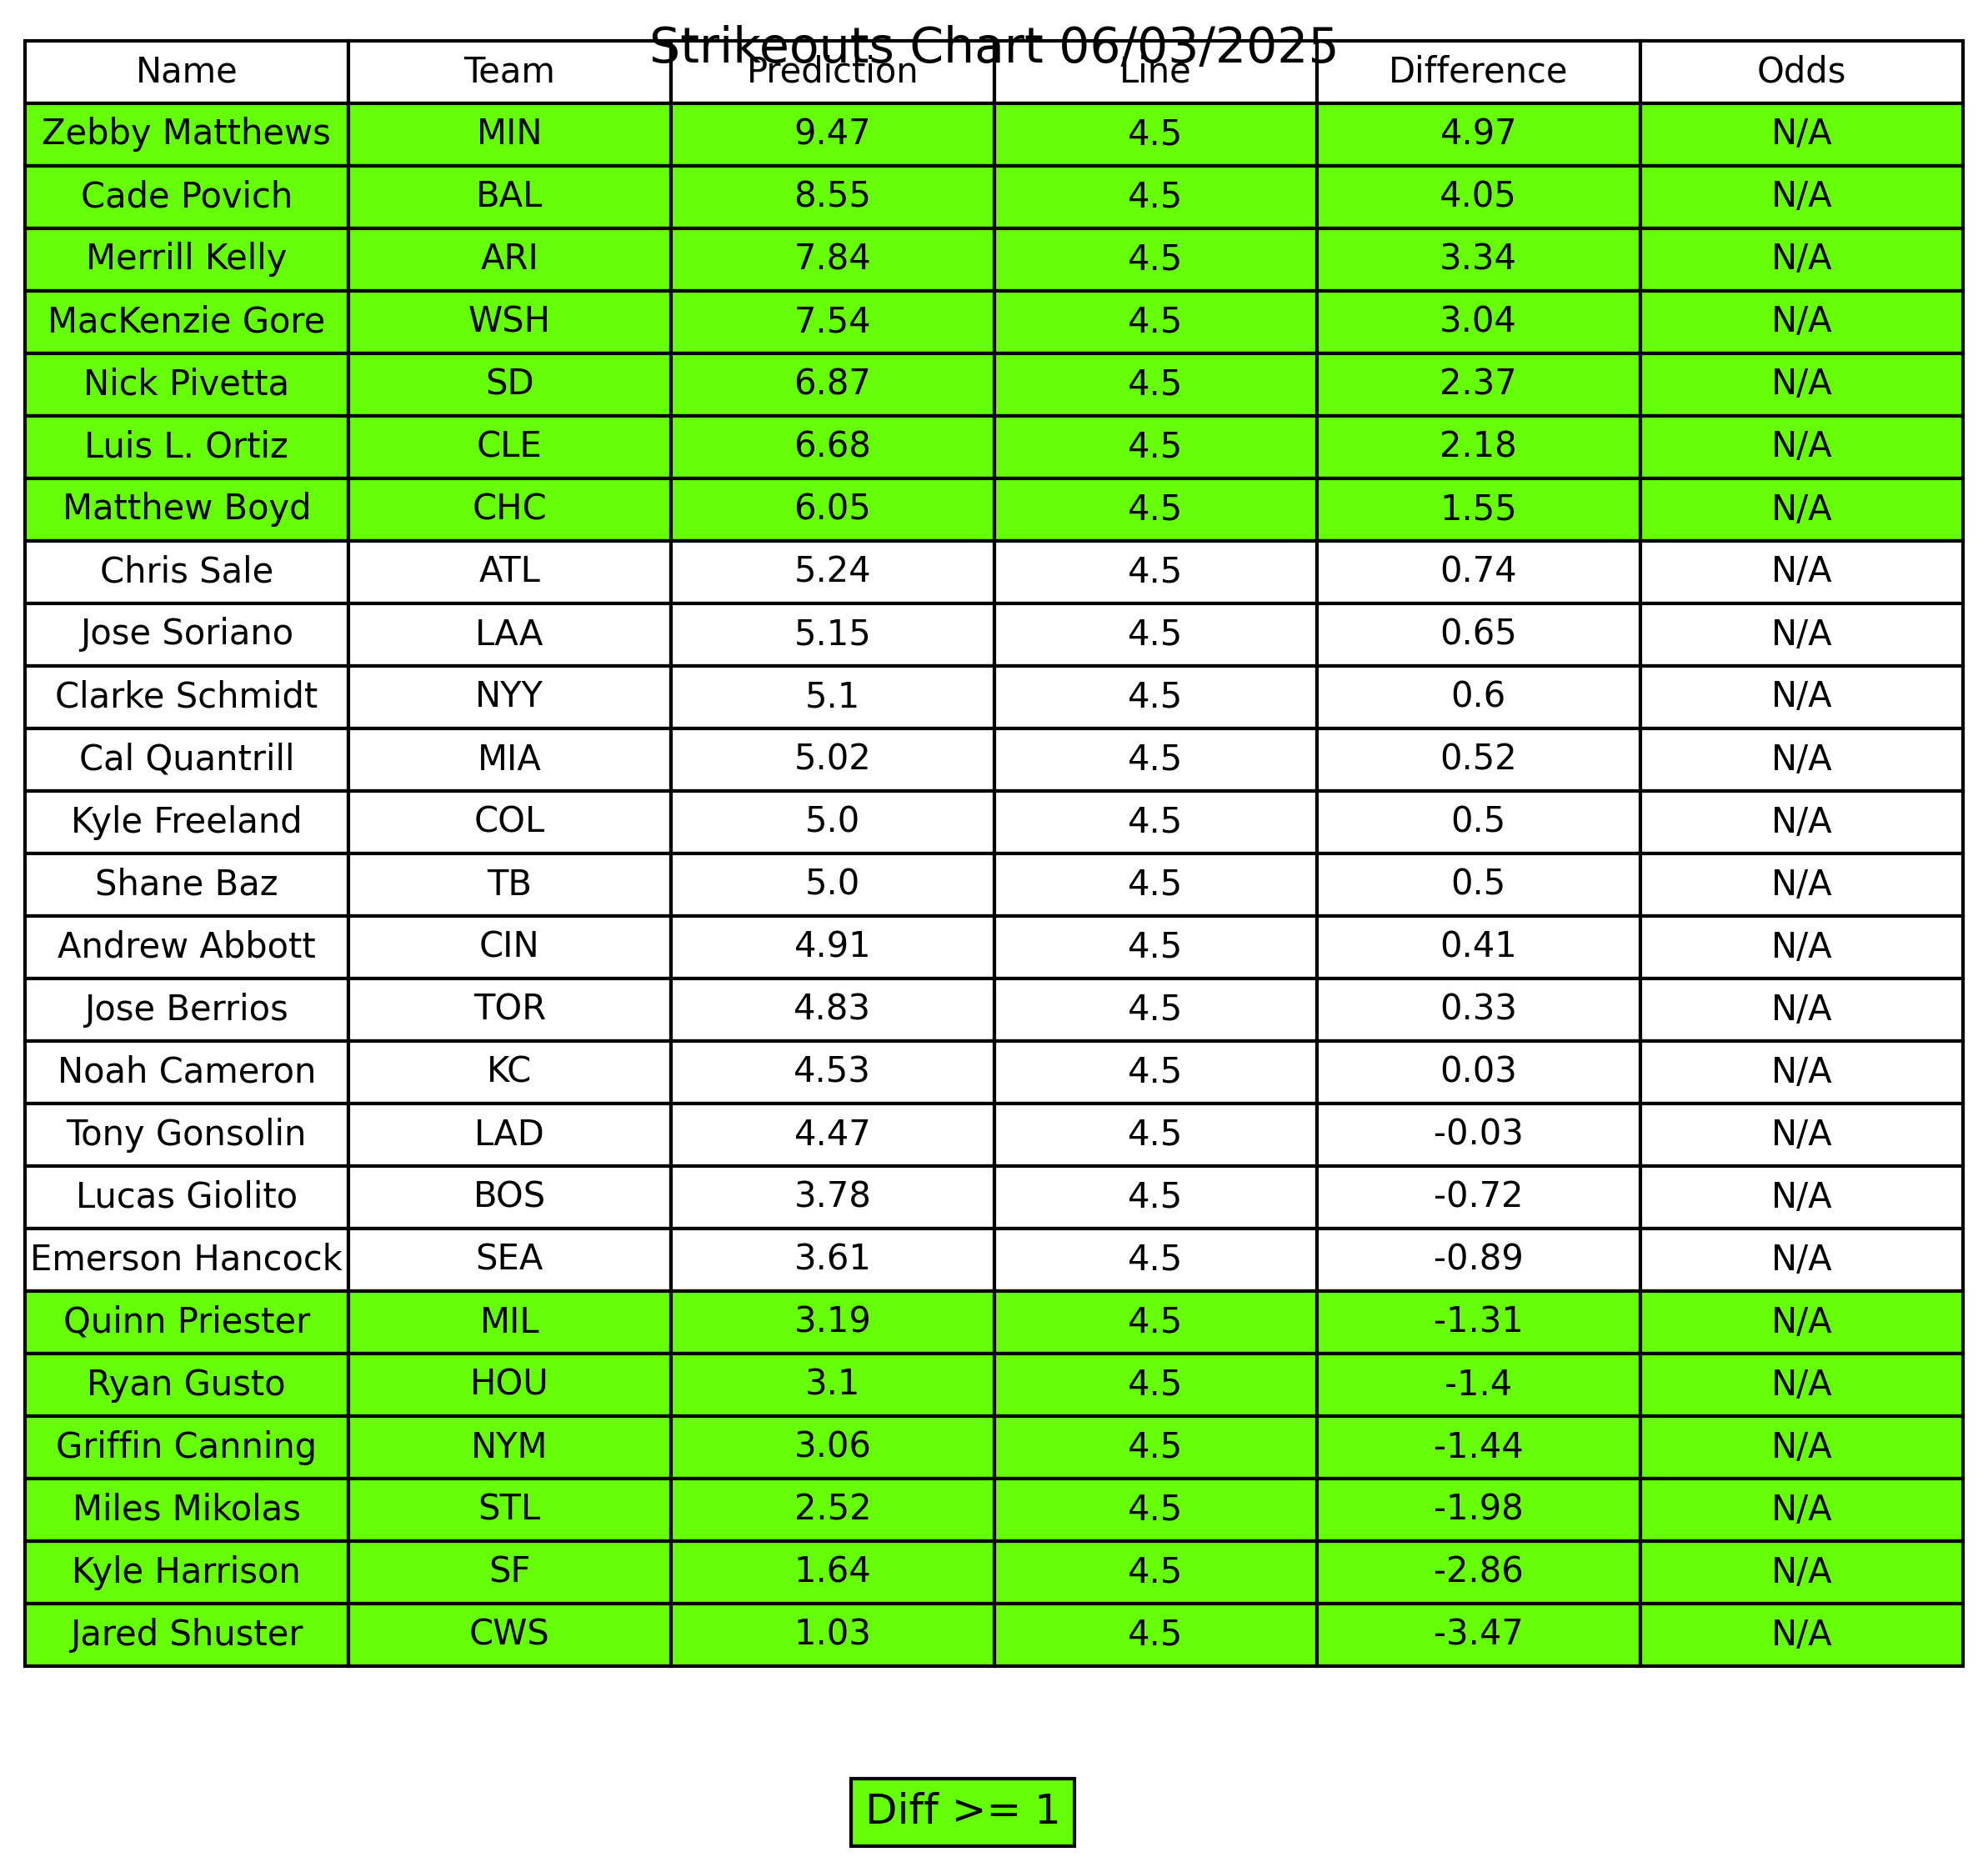 Strikeouts Chart 06/03/2025
Name Team Prediction Line Difference Odds
Zebby Matthews MIN 9.47 4.5 4.97 N/A
Cade Povich BAL 8.55 4.5 4.05 N/A
Merrill Kelly ARI 7.84 4.5 3.34 N/A
MacKenzie Gore WSH 7.54 4.5 3.04 N/A
Nick Pivetta SD 6.87 4.5 2.37 N/A
Luis L. Ortiz CLE 6.68 4.5 2.18 N/A
Matthew Boyd CHC 6.05 4.5 1.55 N/A
Chris Sale ATL 5.24 4.5 0.74 N/A
Jose Soriano LAA 5.15 4.5 0.65 N/A
Clarke Schmidt NYY 5.1 4.5 0.6 N/A
Cal Quantrill MIA 5.02 4.5 0.52 N/A
Kyle Freeland COL 5.0 4.5 0.5 N/A
Shane Baz TB 5.0 4.5 0.5 N/A
Andrew Abbott CIN 4.91 4.5 0.41 N/A
Jose Berrios TOR 4.83 4.5 0.33 N/A
Noah Cameron KC 4.53 4.5 0.03 N/A
Tony Gonsolin LAD 4.47 4.5 -0.03 N/A
Lucas Giolito BOS 3.78 4.5 -0.72 N/A
Emerson Hancock SEA 3.61 4.5 -0.89 N/A
Quinn Priester MIL 3.19 4.5 -1.31 N/A
Ryan Gusto HOU 3.1 4.5 -1.4 N/A
Griffin Canning NYM 3.06 4.5 -1.44 N/A
Miles Mikolas STL 2.52 4.5 -1.98 N/A
Kyle Harrison SF 1.64 4.5 -2.86 N/A
Jared Shuster CWS 1.03 4.5 -3.47 N/A
Diff >= 1